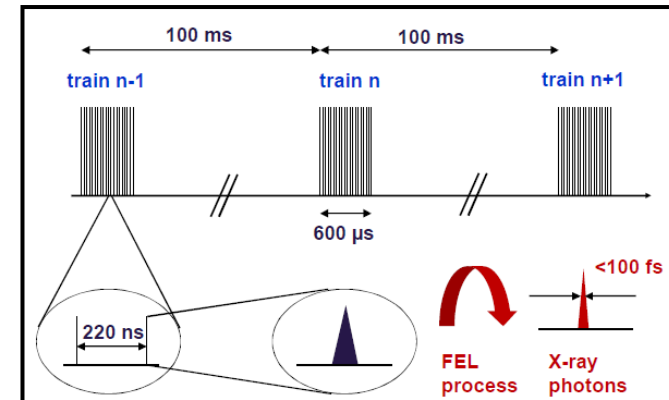 100 ms
100 ms
train n-1
train n
train n+1
600 µs
<100 fs
220 ns
FEL
process
X-ray
photons